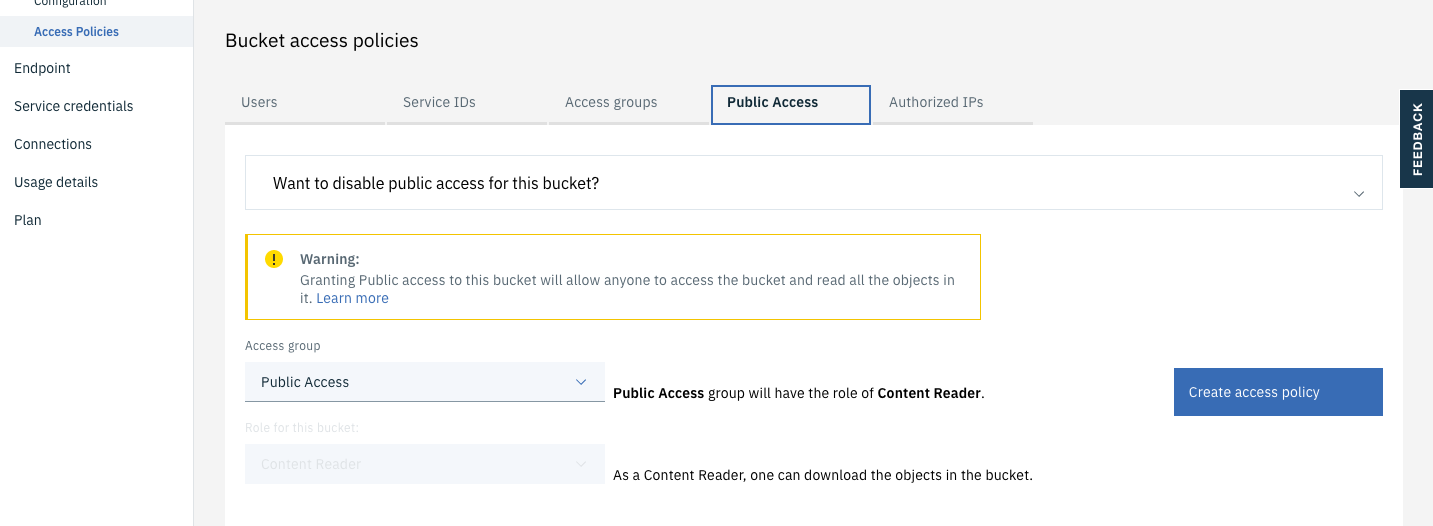 Configuration
Access Policies
Endpoint
Service credentials
Connections
Usage details
Plan
Bucket access policies
Users
Service IDs
Access groups
Public Access
Authorized IPs
FEEDBACK
Want to disable public access for this bucket?
Warning:
Granting Public access to this bucket will allow anyone to access the bucket and read all the objects in
it. Learn more
Access group
Public Access
Public Access group will have the role of Content Reader.
Create access policy
Role for this bucket:
Content Reader
As a Content Reader, one can download the objects in the bucket.